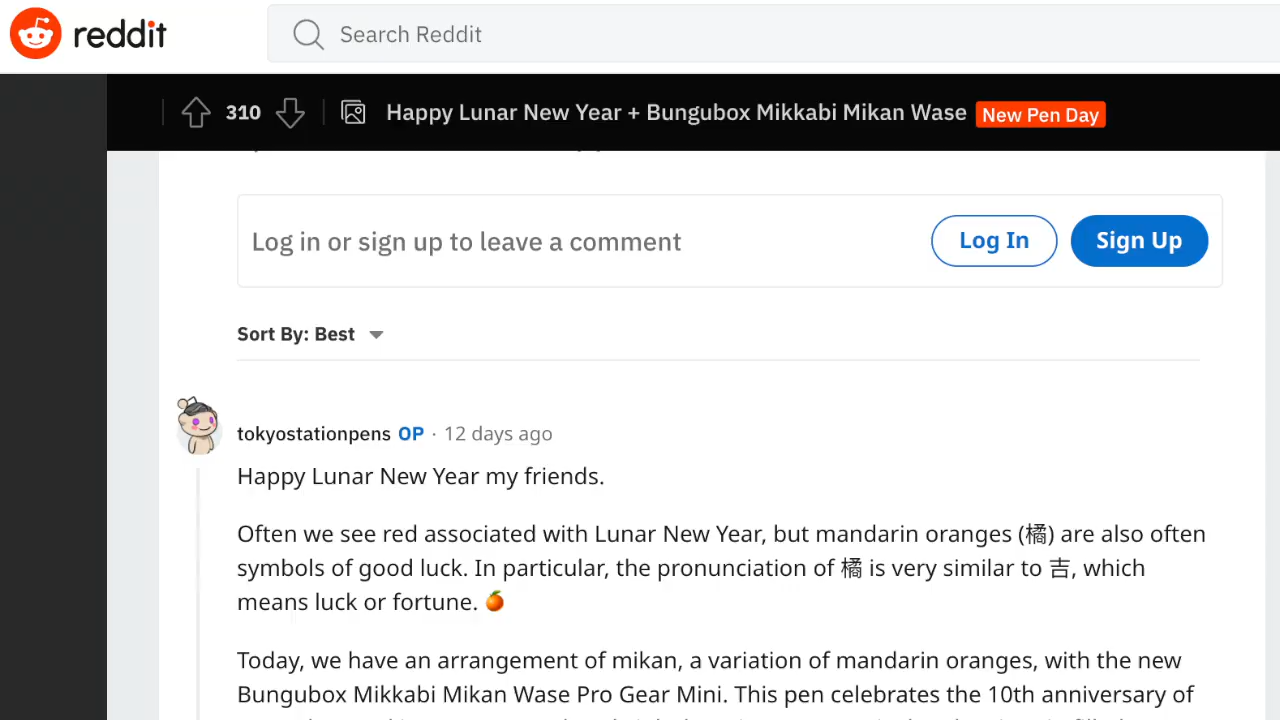 reddit
Search Reddit
310
Happy Lunar New Year + Bungubox Mikkabi Mikan Wase New Pen Day
Log in or sign up to leave a comment
Log In
Sign Up
Sort By: Best
tokyostationpens OP · 12 days ago
Happy Lunar New Year my friends.
Often we see red associated with Lunar New Year, but mandarin oranges (橘) are also often
symbols of good luck. In particular, the pronunciation of 橘 is very similar to 吉, which
means luck or fortune. 🍊
Today, we have an arrangement of mikan, a variation of mandarin oranges, with the new
Bungubox Mikkabi Mikan Wase Pro Gear Mini. This pen celebrates the 10th anniversary of